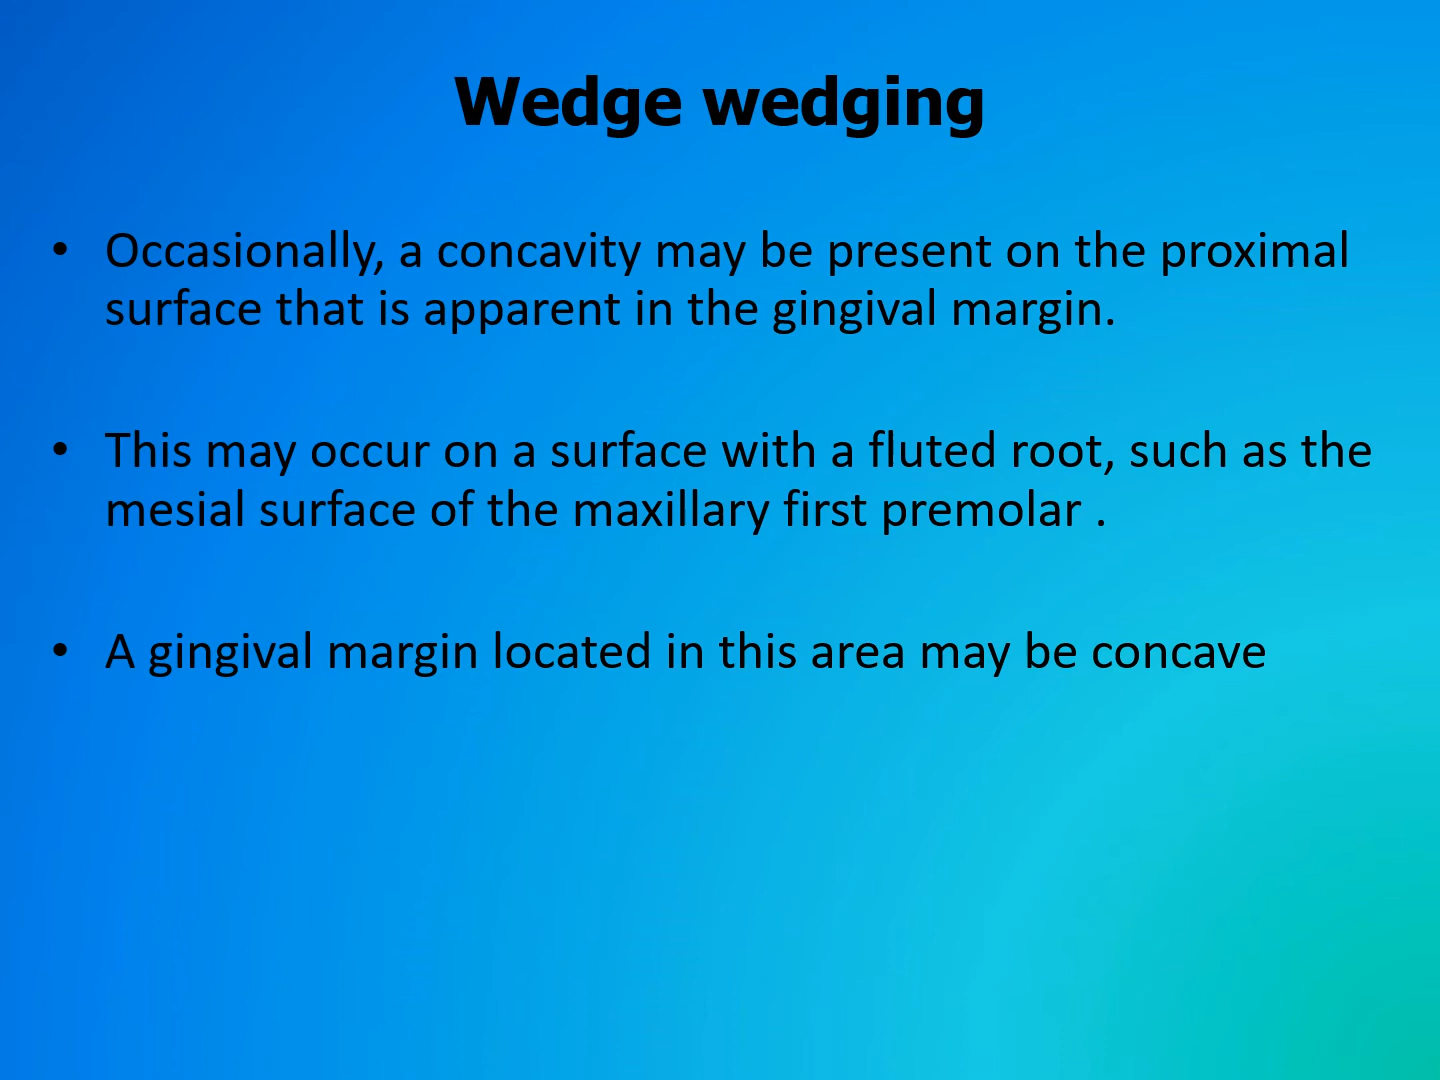 Wedge wedging
• Occasionally, a concavity may be present on the proximal
surface that is apparent in the gingival margin.
• This may occur on a surface with a fluted root, such as the
mesial surface of the maxillary first premolar .
• A gingival margin located in this area may be concave